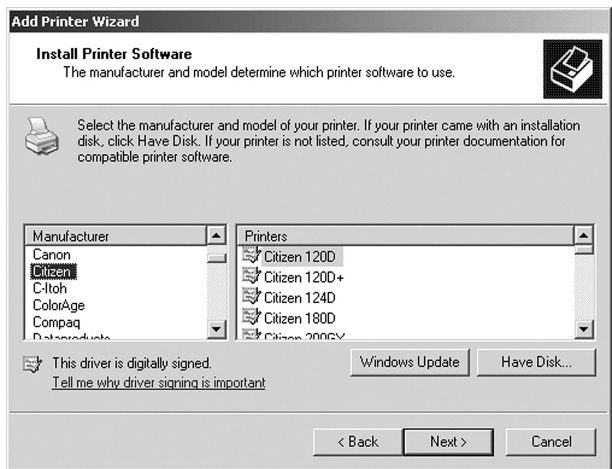 Add Printer Wizard
Install Printer Software
The manufacturer and model determine which printer software to use.
Select the manufacturer and model of your printer. If your printer came with an installation
disk, click Have Disk. If your printer is not listed, consult your printer documentation for
compatible printer software.
Manufacturer
Canon
Citizen
C-Itoh
ColorAge
Compaq
Dataproducts
Printers
Citizen 120D
Citizen 120D+
Citizen 124D
Citizen 180D
Citizen 200GX
This driver is digitally signed.
Tell me why driver signing is important
Windows Update
Have Disk...
< Back
Next >
Cancel